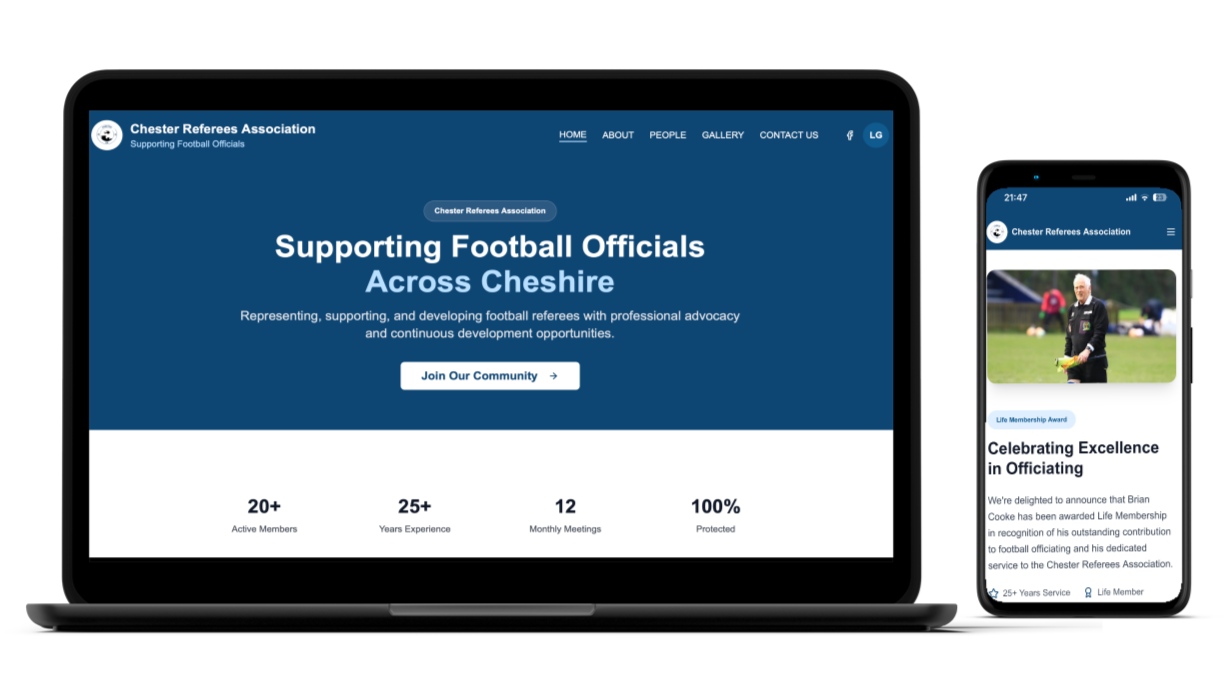 Chester Referees Association
Supporting Football Officials
HOME ABOUT PEOPLE GALLERY CONTACT US LG
Chester Referees Association
Supporting Football Officials
Across Cheshire
Representing, supporting, and developing football referees with professional advocacy
and continuous development opportunities.
Join Our Community →
20+ 25+ 12 100%
Active Members Years Experience Monthly Meetings Protected
21:47
Chester Referees Association
Life Membership Award
Celebrating Excellence
in Officiating
We're delighted to announce that Brian
Cooke has been awarded Life Membership
in recognition of his outstanding contribution
to football officiating and his dedicated
service to the Chester Referees Association.
25+ Years Service Life Member